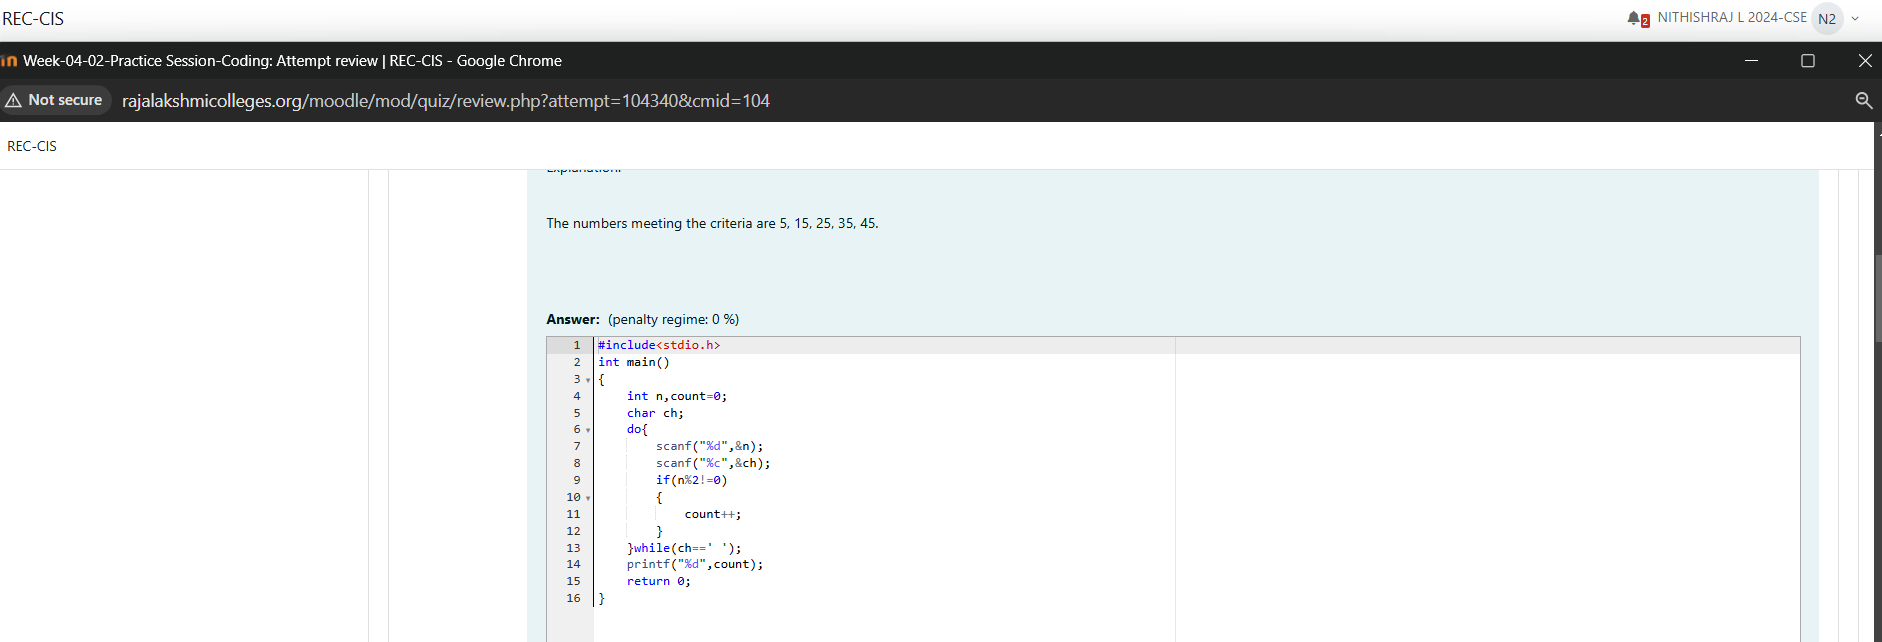 REC-CIS
2 NITHISHRAJ L 2024-CSE N2
in Week-04-02-Practice Session-Coding: Attempt review | REC-CIS - Google Chrome
Not secure rajalakshmicolleges.org/moodle/mod/quiz/review.php?attempt=104340&cmid=104
REC-CIS
Explanation:
The numbers meeting the criteria are 5, 15, 25, 35, 45.
Answer: (penalty regime: 0 %)
1 #include<stdio.h>
2 int main()
3 {
4 int n,count=0;
5 char ch;
6 do{
7 scanf("%d",&n);
8 scanf("%c",&ch);
9 if(n%2!=0)
10 {
11 count++;
12 }
13 }while(ch==' ');
14 printf("%d",count);
15 return 0;
16 }